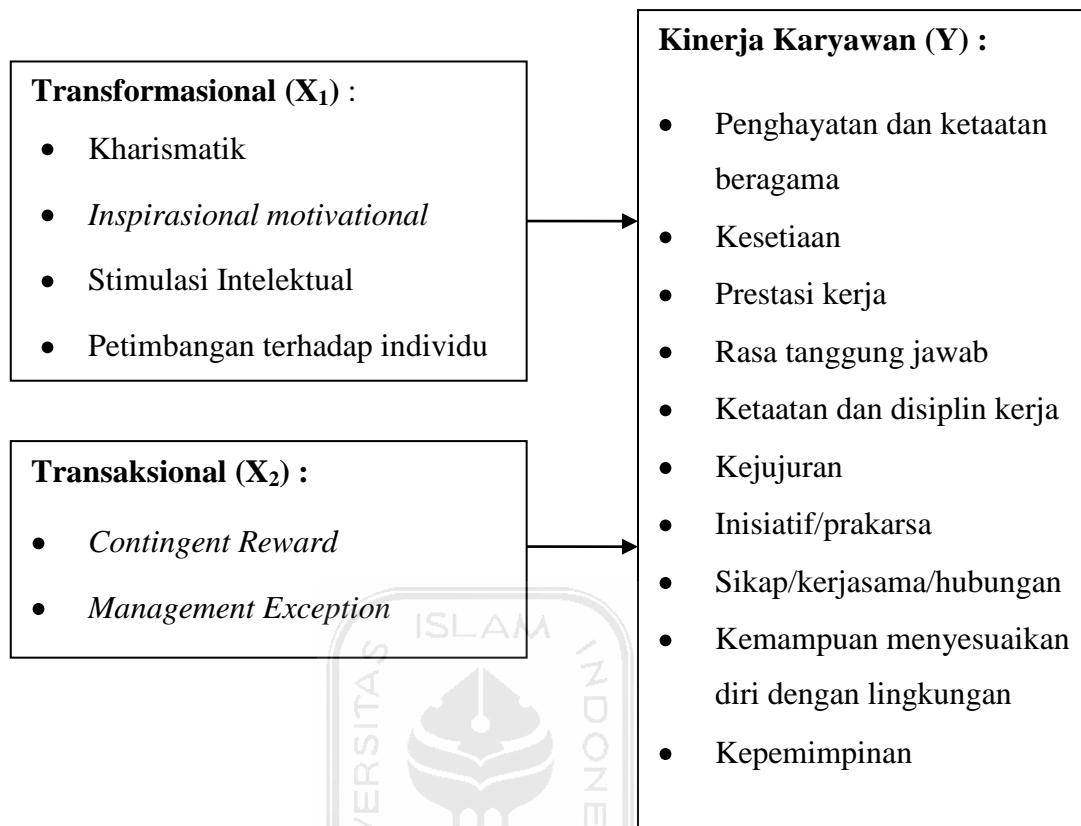 Transformasional (X1) :
• Kharismatik
• Inspirasional motivational
• Stimulasi Intelektual
• Petimbangan terhadap individu
Transaksional (X2) :
• Contingent Reward
• Management Exception
Kinerja Karyawan (Y) :
• Penghayatan dan ketaatan
beragama
• Kesetiaan
• Prestasi kerja
• Rasa tanggung jawab
• Ketaatan dan disiplin kerja
• Kejujuran
• Inisiatif/prakarsa
• Sikap/kerjasama/hubungan
• Kemampuan menyesuaikan
diri dengan lingkungan
• Kepemimpinan
ISLAM